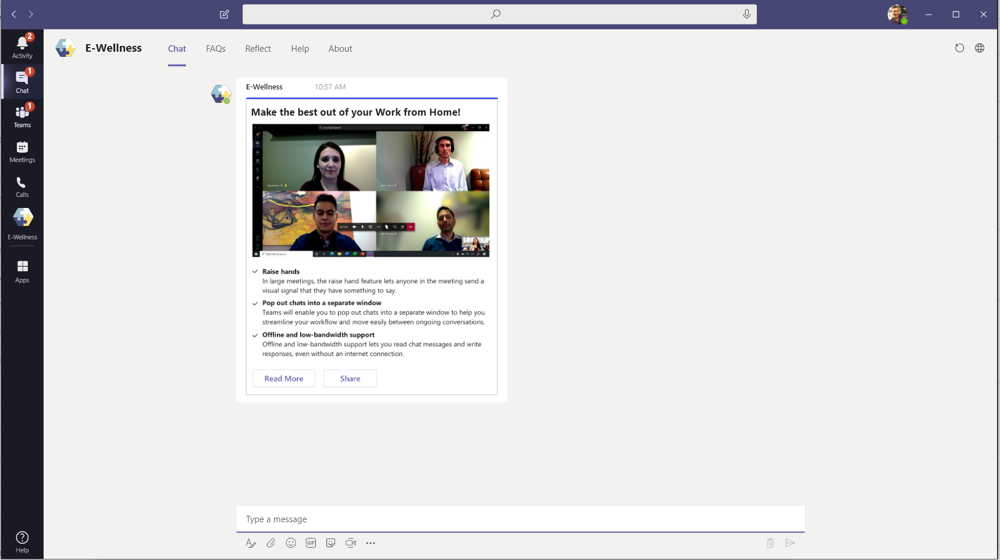 2
Activity
1
Chat
1
Teams
Meetings
Calls
E-Wellness
Apps
Help
E-Wellness
Chat
FAQs
Reflect
Help
About
E-Wellness 10:57 AM
Make the best out of your Work from Home!
Type here to search
Raise hands
In large meetings, the raise hand feature lets anyone in the meeting send a
visual signal that they have something to say.
Pop out chats into a separate window
Teams will enable you to pop out chats into a separate window to help you
streamline your workflow and move easily between ongoing conversations.
Offline and low-bandwidth support
Offline and low-bandwidth support lets you read chat messages and write
responses, even without an internet connection.
Read More
Share
Type a message
GIF